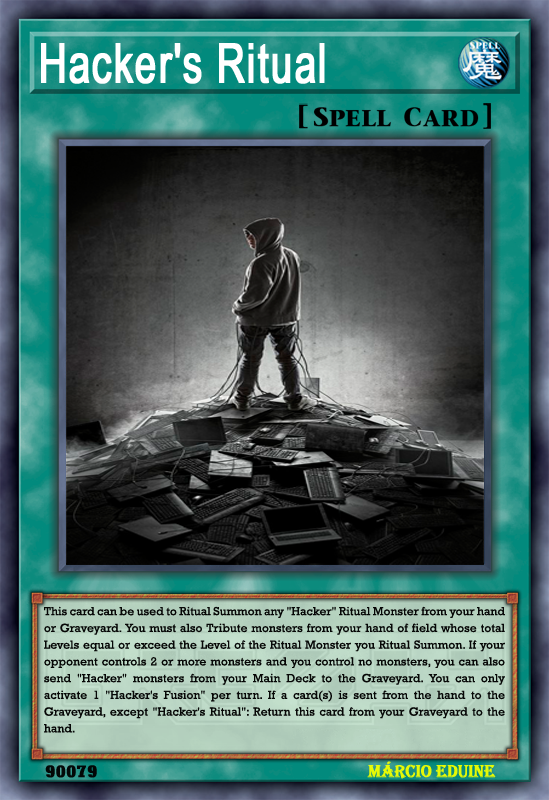 Hacker's Ritual
SPELL
魔
[SPELL CARD]
This card can be used to Ritual Summon any "Hacker" Ritual Monster from your hand
or Graveyard. You must also Tribute monsters from your hand of field whose total
Levels equal or exceed the Level of the Ritual Monster you Ritual Summon. If your
opponent controls 2 or more monsters and you control no monsters, you can also
send "Hacker" monsters from your Main Deck to the Graveyard. You can only
activate 1 "Hacker's Fusion" per turn. If a card(s) is sent from the hand to the
Graveyard, except "Hacker's Ritual": Return this card from your Graveyard to the
hand.
90079
MÁRCIO EDUINE